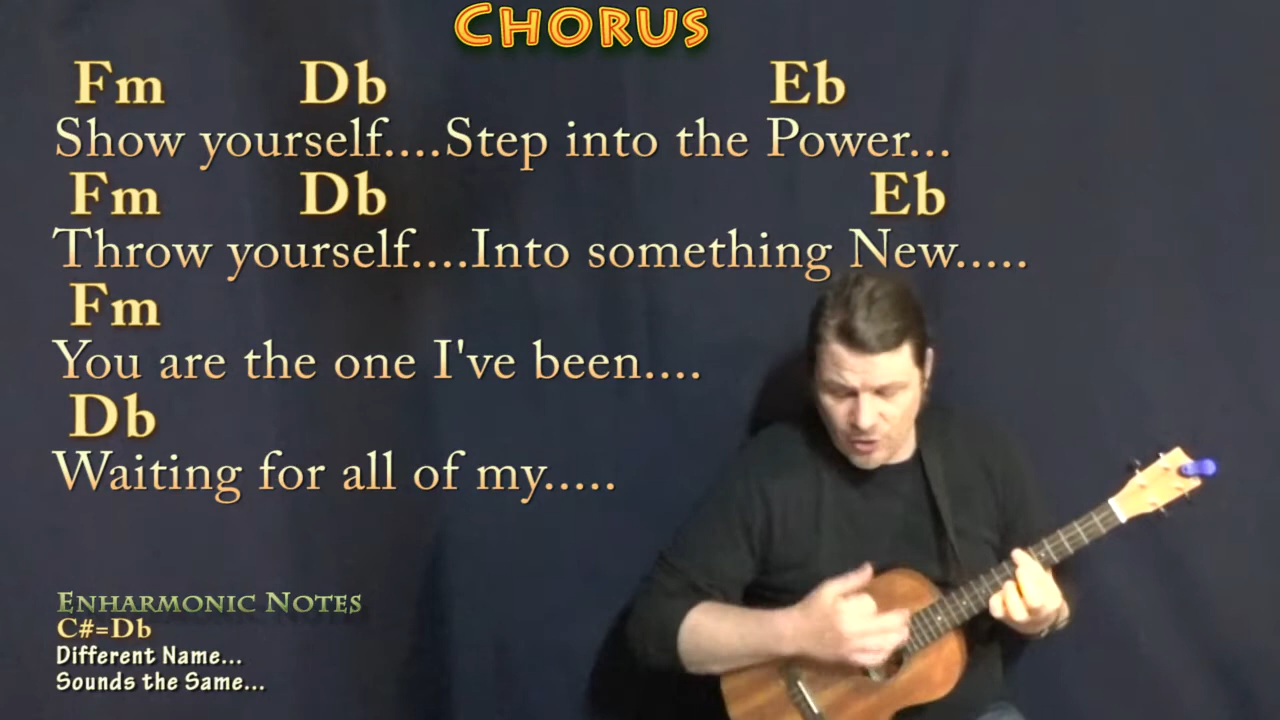 CHORUS
Fm Db Eb
Show yourself....Step into the Power...
Fm Db Eb
Throw yourself....Into something New.....
Fm
You are the one I've been....
Db
Waiting for all of my.....
ENHARMONIC NOTES
C#=Db
Different Name...
Sounds the Same...